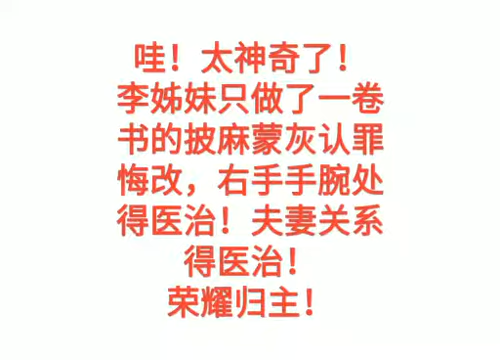 哇！太神奇了！
李姊妹只做了一卷
书的披麻蒙灰认罪
悔改，右手手腕处
得医治！夫妻关系
得医治！
荣耀归主！